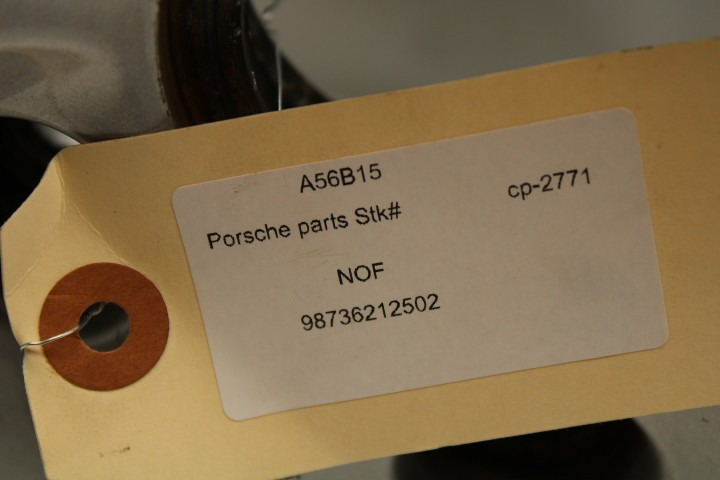 A56B15
Porsche parts Stk# cp-2771
NOF
98736212502